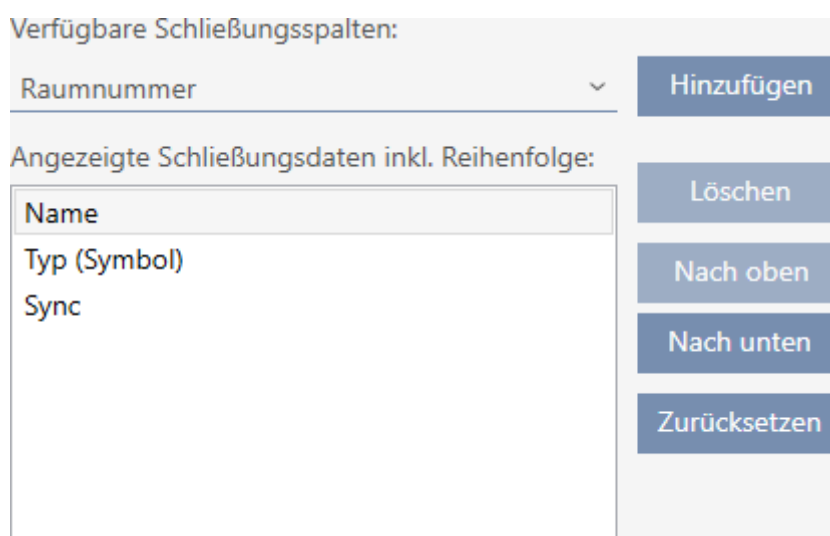 Verfügbare Schließungsspalten:
Raumnummer
Hinzufügen
Angezeigte Schließungsdaten inkl. Reihenfolge:
Name
Typ (Symbol)
Sync
Löschen
Nach oben
Nach unten
Zurücksetzen